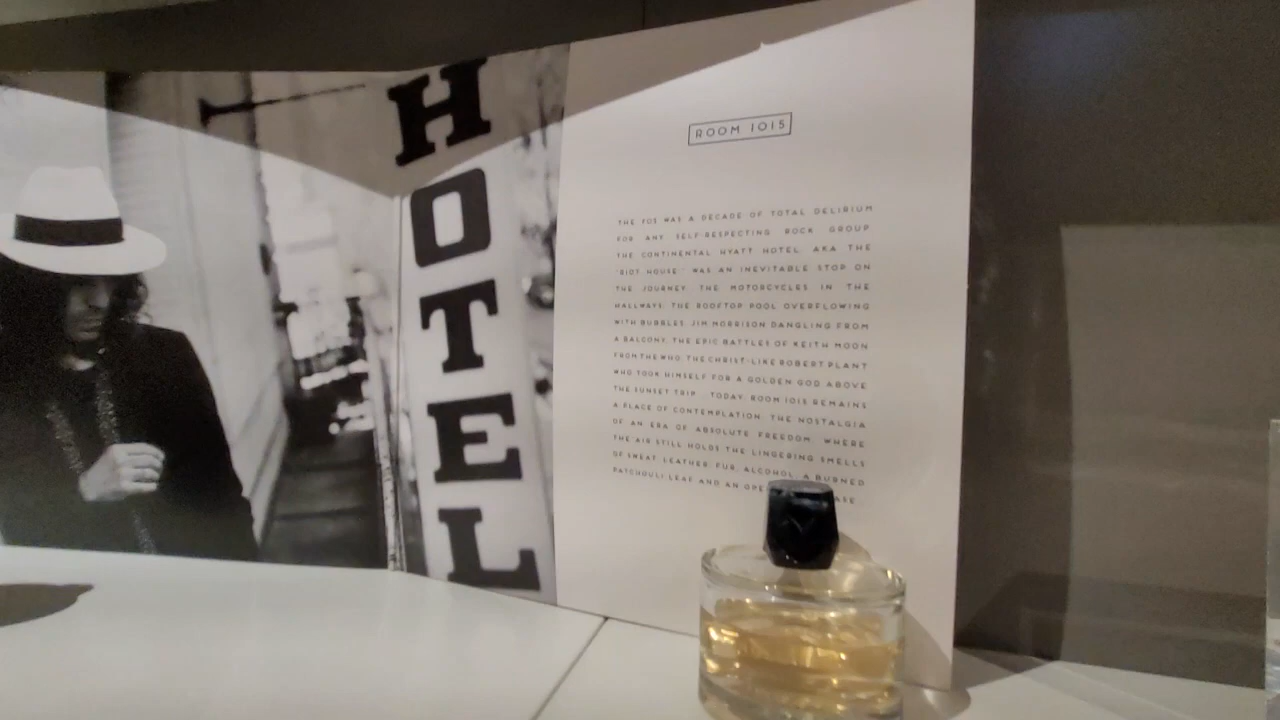 HOTEL
ROOM 1015
THE 70S WAS A DECADE OF TOTAL DELIRIUM
FOR ANY SELF-RESPECTING ROCK GROUP
THE CONTINENTAL HYATT HOTEL, AKA THE
"RIOT HOUSE" WAS AN INEVITABLE STOP ON
THE JOURNEY. THE MOTORCYCLES IN THE
HALLWAYS. THE ROOFTOP POOL OVERFLOWING
WITH BUBBLES. JIM MORRISON DANGLING FROM
A BALCONY. THE EPIC BATTLES OF KEITH MOON
FROM THE WHO. THE CHRIST-LIKE ROBERT PLANT
WHO TOOK HIMSELF FOR A GOLDEN GOD ABOVE
THE SUNSET TRIP... TODAY, ROOM 1015 REMAINS
A PLACE OF CONTEMPLATION. THE NOSTALGIA
OF AN ERA OF ABSOLUTE FREEDOM, WHERE
THE AIR STILL HOLDS THE LINGERING SMELLS
OF SWEAT, LEATHER, FUR, ALCOHOL, A BURNED
PATCHOULI LEAF AND AN